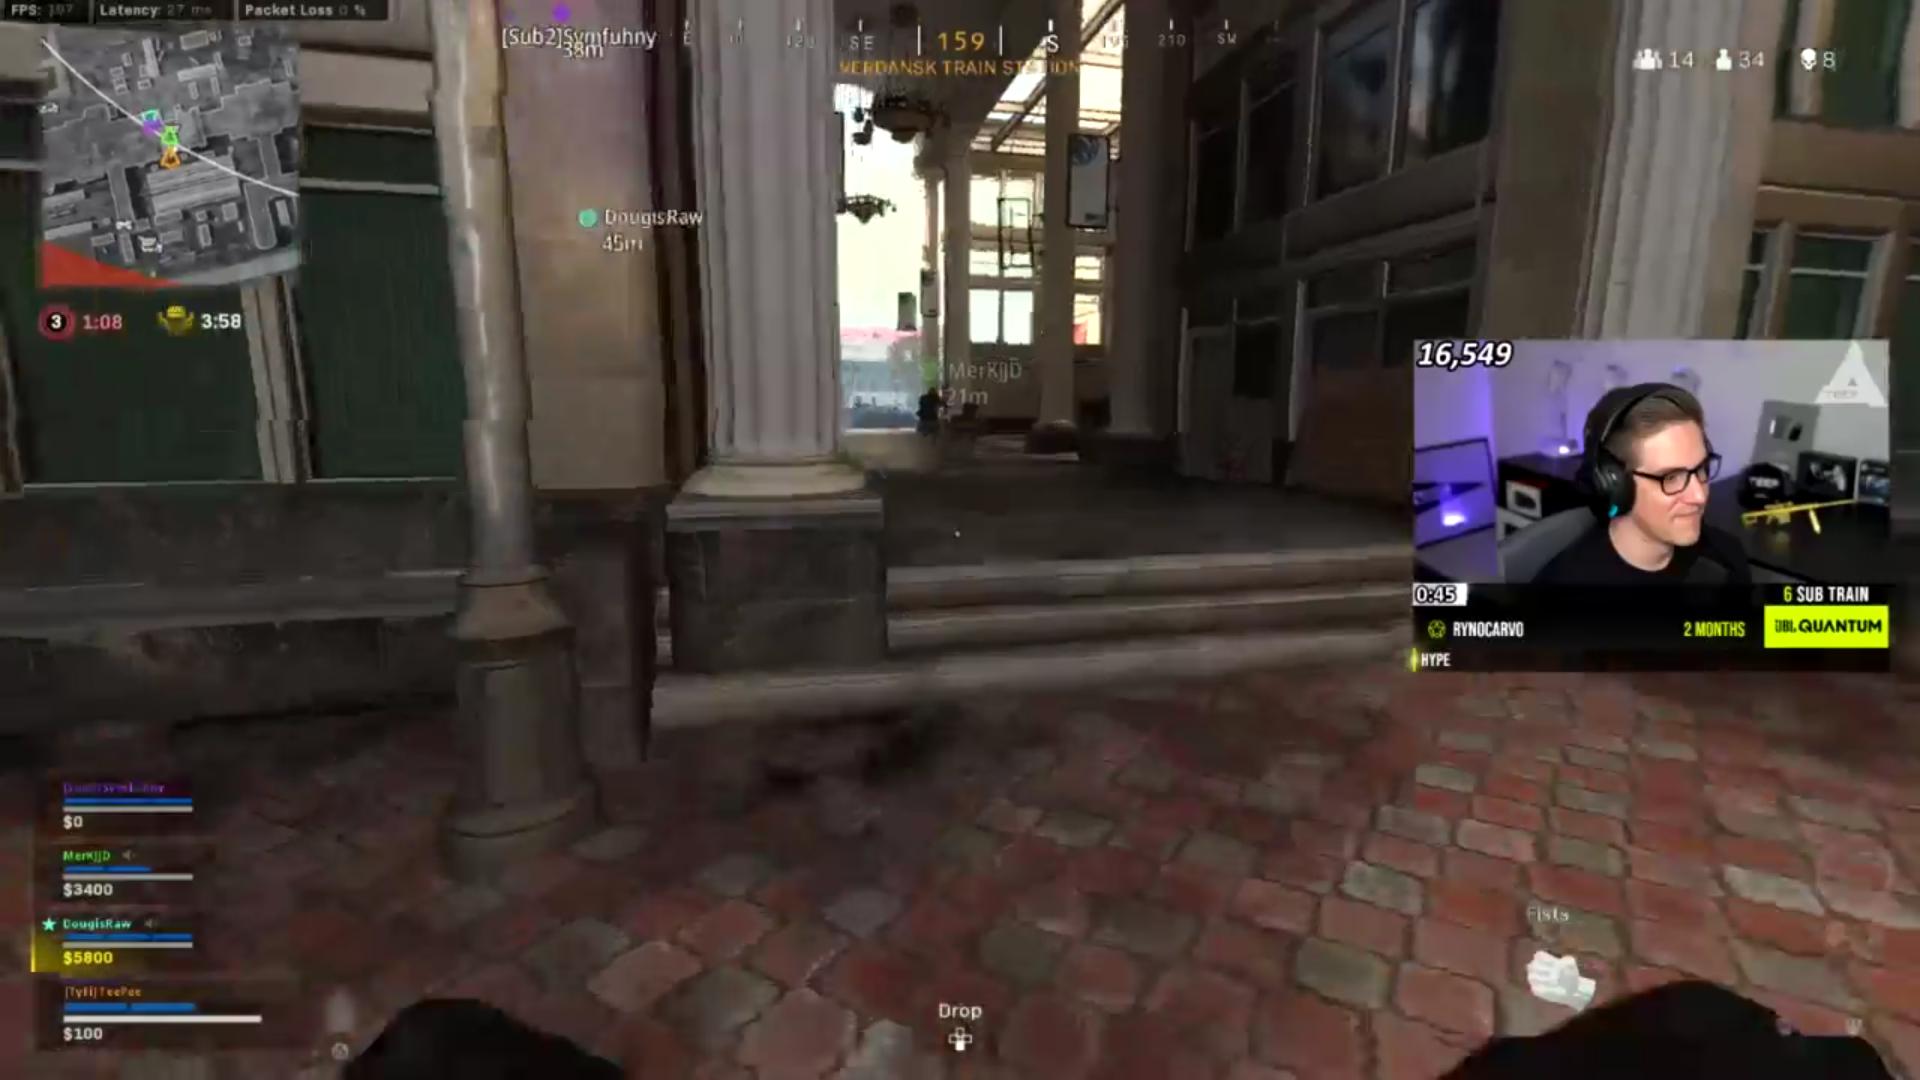 FPS: 197 Latency: 27 ms Packet Loss 0 %
[Sub2]Symfuhny
38m
SE 159 S 210 SW
VERDANSK TRAIN STATION
14 34 8
DougisRaw
45m
3 1:08 3:58
MerKjjD
21m
16,549
0:45 6 SUB TRAIN
RYNOCARVO 2 MONTHS QUANTUM
HYPE
$0
MerKjjD
$3400
DougisRaw
$5800
TeePee
$100
Fists
Drop